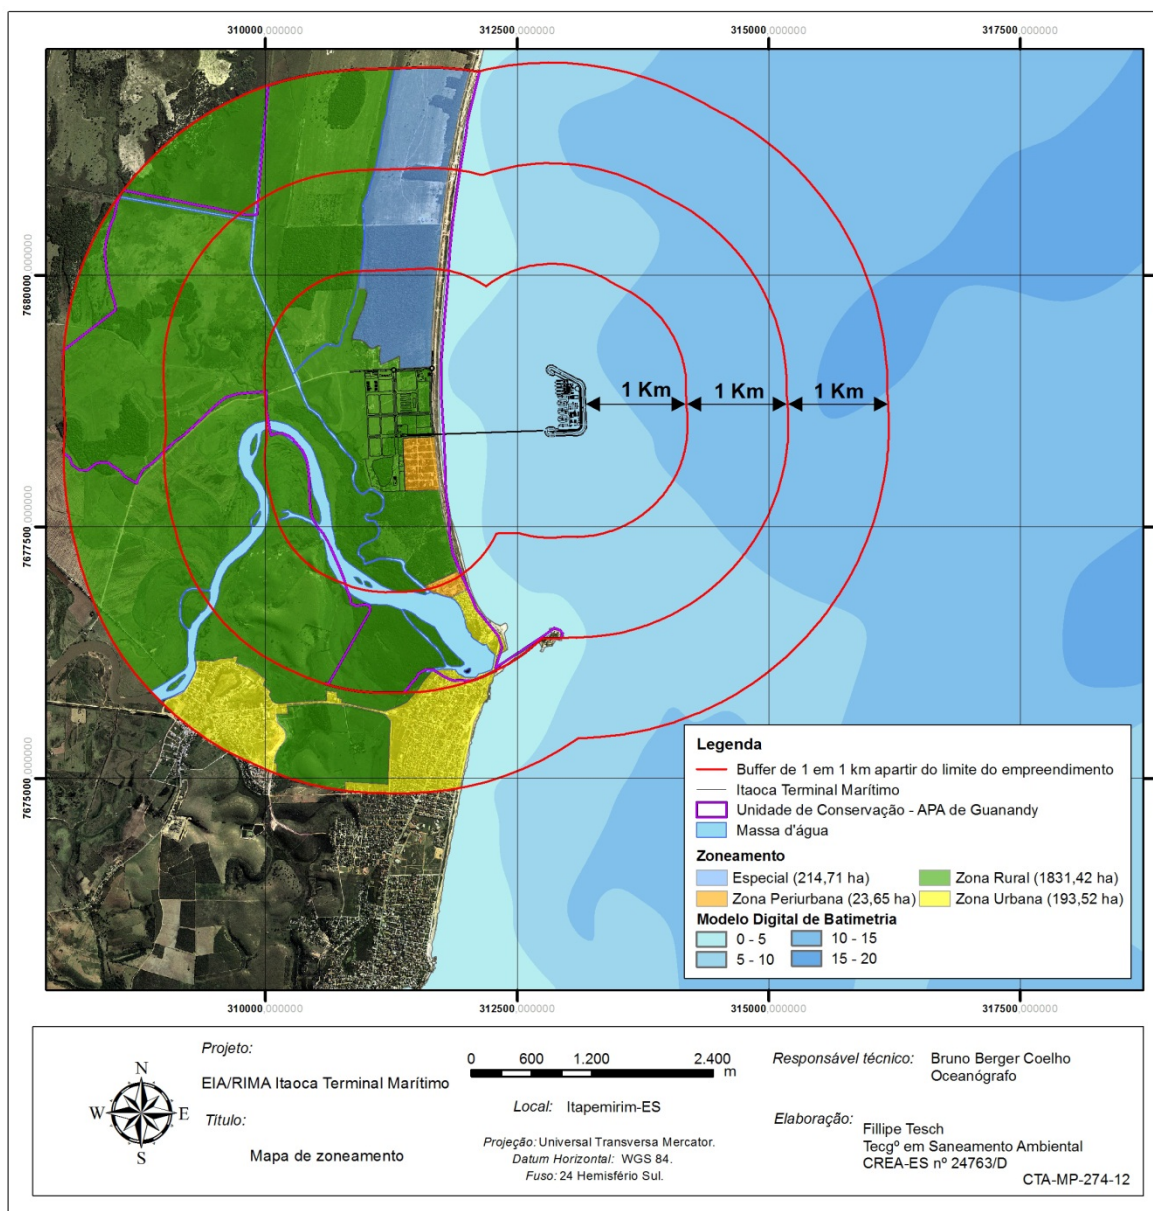 310000,000000 312500,000000 315000,000000 317500,000000
7680000,000000
7677500,000000
7675000,000000
1 Km 1 Km 1 Km
Legenda
Buffer de 1 em 1 km apartir do limite do empreendimento
Itaoca Terminal Marítimo
Unidade de Conservação - APA de Guanandy
Massa d'água
Zoneamento
Especial (214,71 ha) Zona Rural (1831,42 ha)
Zona Periurbana (23,65 ha) Zona Urbana (193,52 ha)
Modelo Digital de Batimetria
0 - 5 10 - 15
5 - 10 15 - 20
310000,000000 312500,000000 315000,000000 317500,000000
N
W E
S
Projeto:
EIA/RIMA Itaoca Terminal Marítimo
Titulo:
Mapa de zoneamento
0 600 1.200 2.400
m
Local: Itapemirim-ES
Projeção: Universal Transversa Mercator.
Datum Horizontal: WGS 84.
Fuso: 24 Hemisfério Sul.
Responsável técnico: Bruno Berger Coelho
Oceanógrafo
Elaboração: Fillipe Tesch
Tecgº em Saneamento Ambiental
CREA-ES nº 24763/D
CTA-MP-274-12